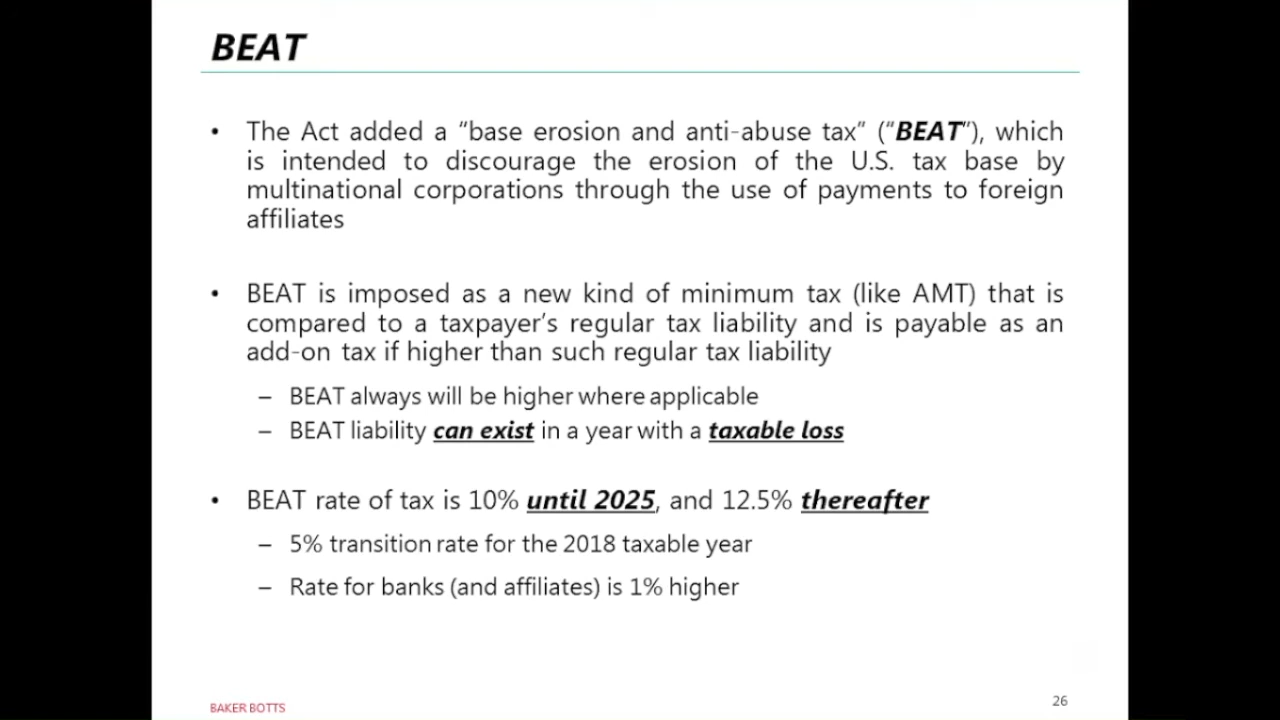 BEAT
• The Act added a “base erosion and anti-abuse tax” (“BEAT”), which
is intended to discourage the erosion of the U.S. tax base by
multinational corporations through the use of payments to foreign
affiliates
• BEAT is imposed as a new kind of minimum tax (like AMT) that is
compared to a taxpayer’s regular tax liability and is payable as an
add-on tax if higher than such regular tax liability
– BEAT always will be higher where applicable
– BEAT liability can exist in a year with a taxable loss
• BEAT rate of tax is 10% until 2025, and 12.5% thereafter
– 5% transition rate for the 2018 taxable year
– Rate for banks (and affiliates) is 1% higher
BAKER BOTTS
26